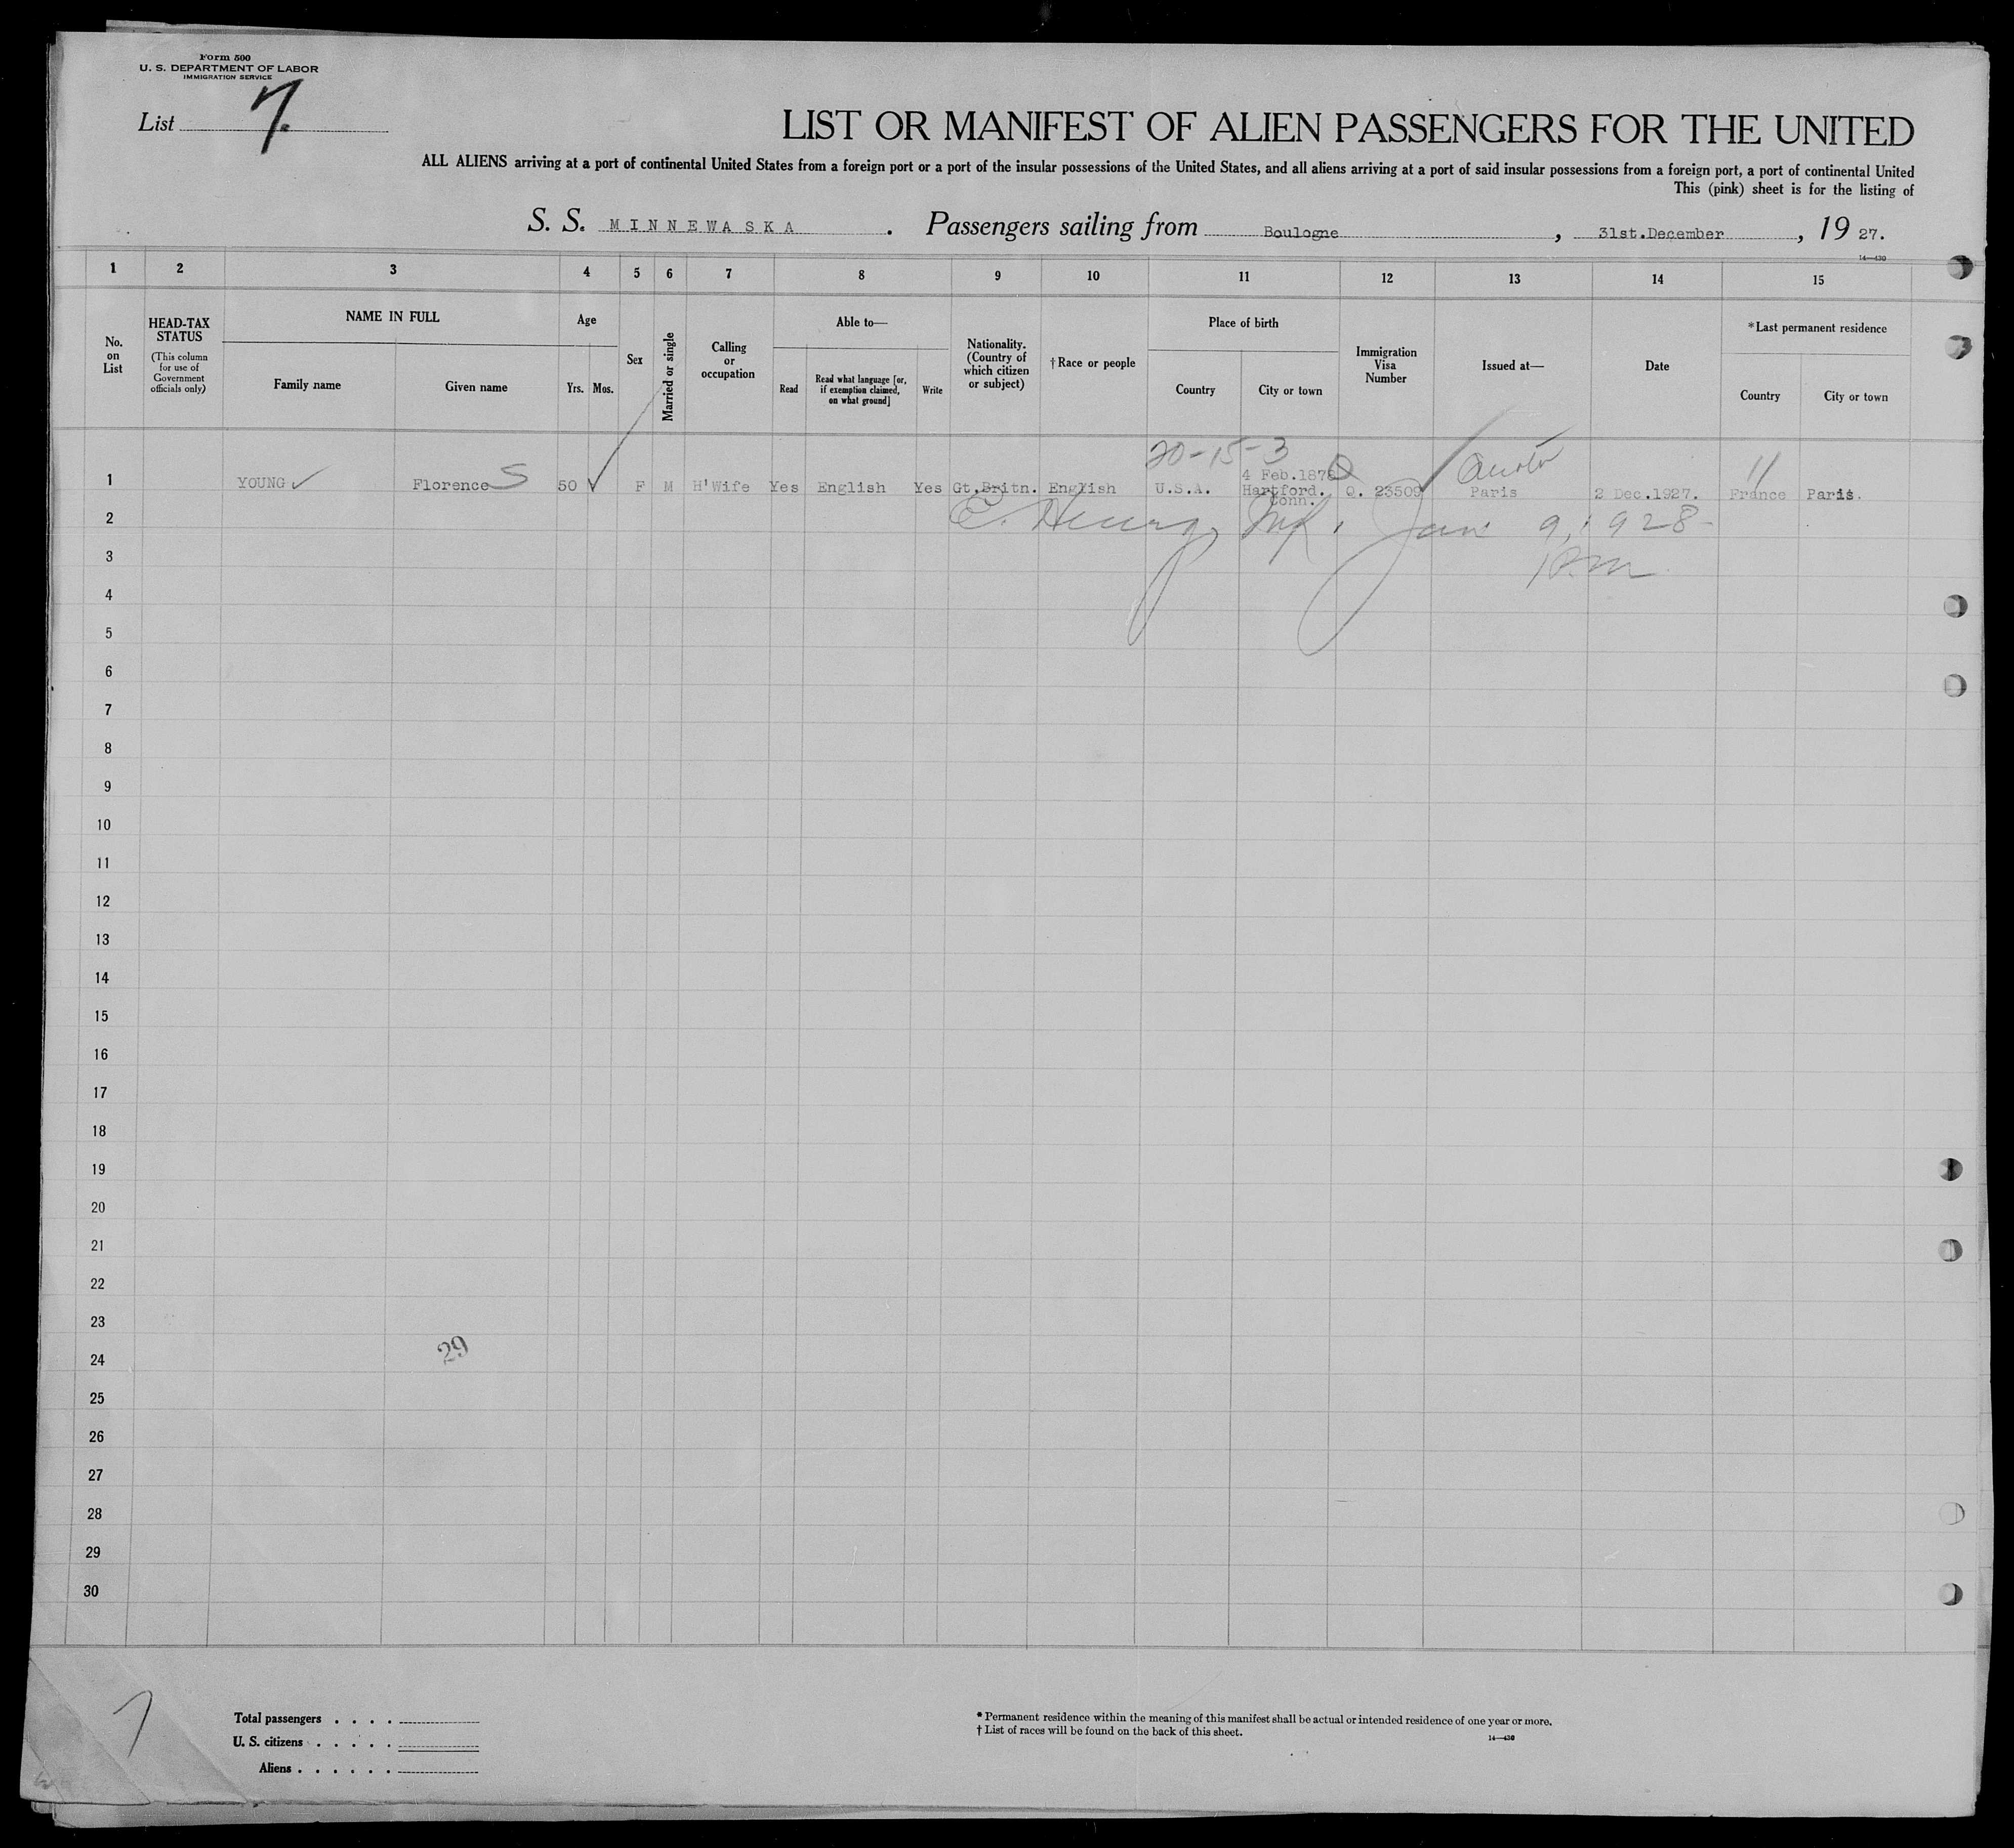 Form 500
U. S. DEPARTMENT OF LABOR
IMMIGRATION SERVICE
List 7.
LIST OR MANIFEST OF ALIEN PASSENGERS FOR THE UNITED
ALL ALIENS arriving at a port of continental United States from a foreign port or a port of the insular possessions of the United States, and all aliens arriving at a port of said insular possessions from a foreign port, a port of continental United
This (pink) sheet is for the listing of
S. S. MINNEWASKA . Passengers sailing from Boulogne , 31st.December , 19 27.
14—430
1 2 3 4 5 6 7 8 9 10 11 12 13 14 15
No. on List
HEAD-TAX STATUS
(This column for use of Government officials only)
NAME IN FULL
Family name
Given name
Age
Yrs. Mos.
Sex
Married or single
Calling or occupation
Able to—
Read
Read what language [or, if exemption claimed, on what ground]
Write
Nationality. (Country of which citizen or subject)
† Race or people
Place of birth
Country
City or town
Immigration Visa Number
Issued at—
Date
*Last permanent residence
Country
City or town
20-15-3
4 Feb.1878
1 YOUNG Florence S 50 F M H'Wife Yes English Yes Gt.Britn. English U.S.A. Hartford. Conn. Q. 23509 Paris 2 Dec.1927. France Paris.
2 C. Henry Jan 9, 1928-
3
4
5
6
7
8
9
10
11
12
13
14
15
16
17
18
19
20
21
22
23
24
29
25
26
27
28
29
30
7
Total passengers . . . .
U. S. citizens . . . . .
Aliens . . . . . .
* Permanent residence within the meaning of this manifest shall be actual or intended residence of one year or more.
† List of races will be found on the back of this sheet.
14—430